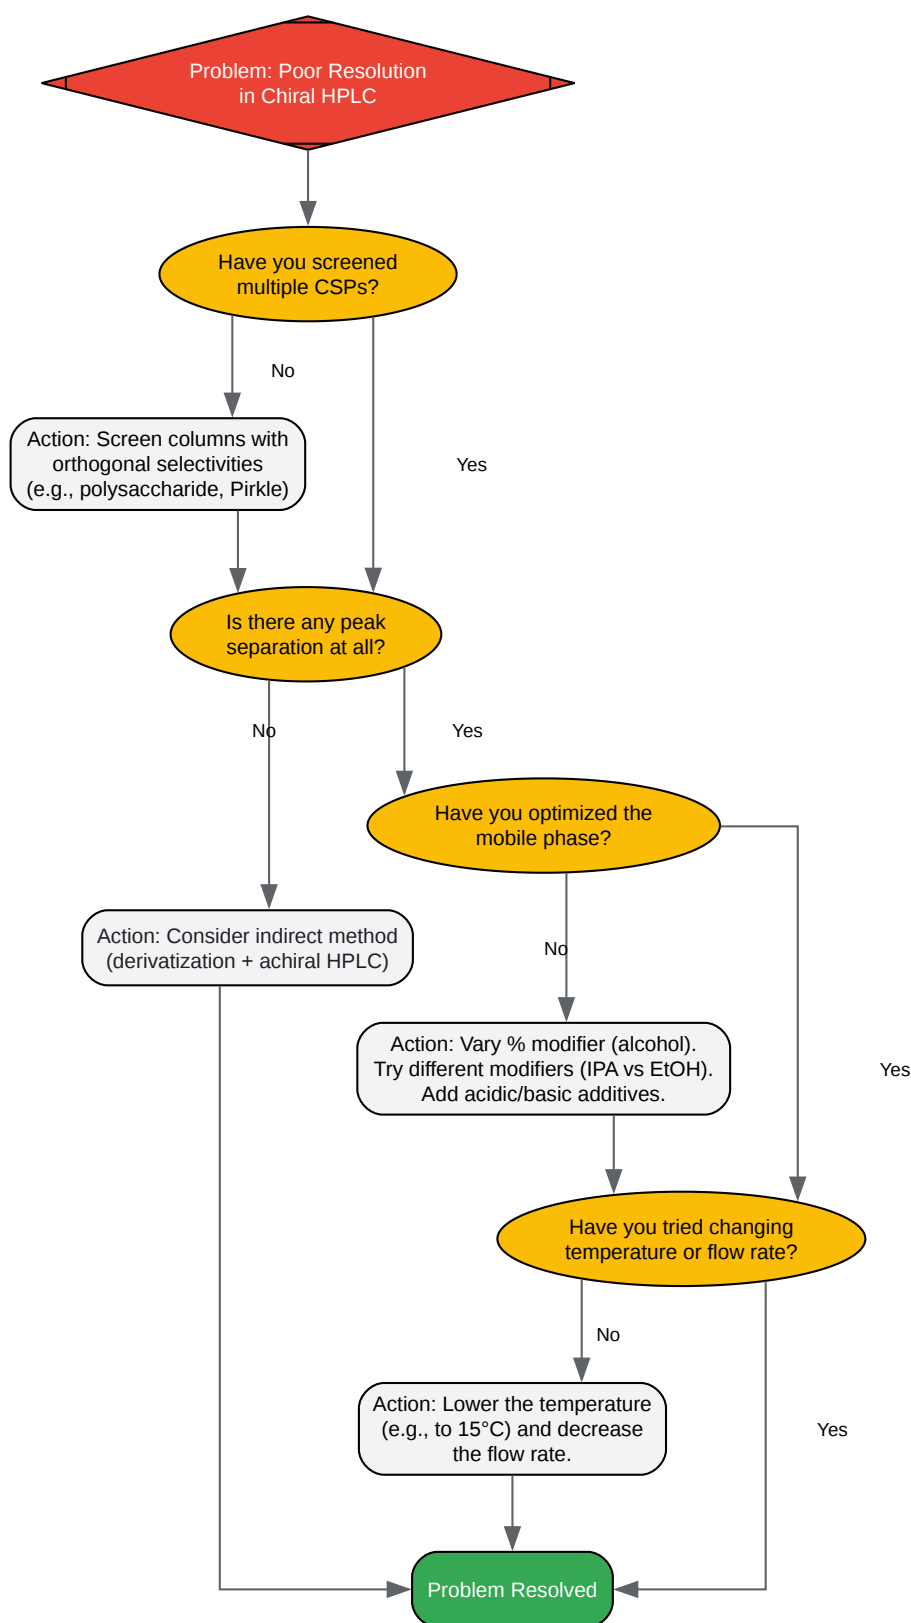 Problem: Poor Resolution
in Chiral HPLC
Have you screened
multiple CSPs?
No
Action: Screen columns with
orthogonal selectivities
(e.g., polysaccharide, Pirkle)
Yes
Is there any peak
separation at all?
No
Yes
Have you optimized the
mobile phase?
Action: Consider indirect method
(derivatization + achiral HPLC)
No
Action: Vary % modifier (alcohol).
Try different modifiers (IPA vs EtOH).
Add acidic/basic additives.
Yes
Have you tried changing
temperature or flow rate?
No
Action: Lower the temperature
(e.g., to 15°C) and decrease
the flow rate.
Yes
Problem Resolved